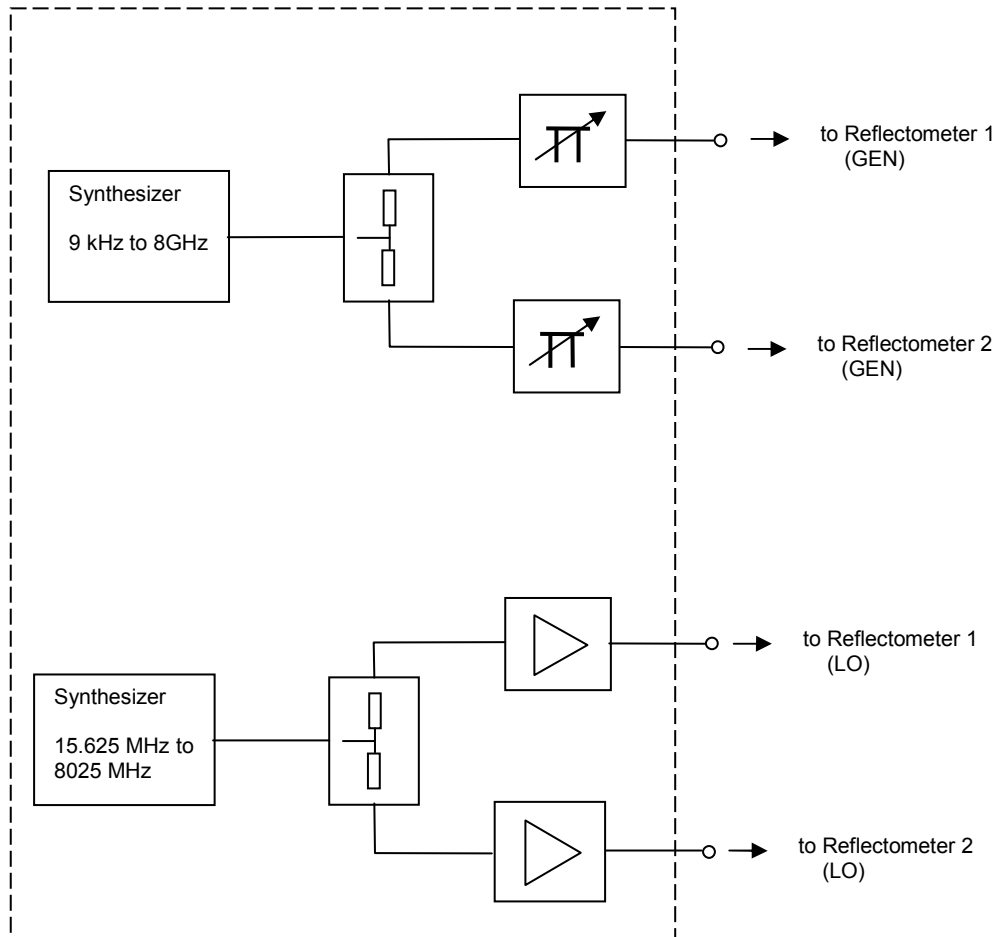 to Reflectometer 1
(GEN)
Synthesizer
9 kHz to 8GHz
to Reflectometer 2
(GEN)
to Reflectometer 1
(LO)
Synthesizer
15.625 MHz to
8025 MHz
to Reflectometer 2
(LO)